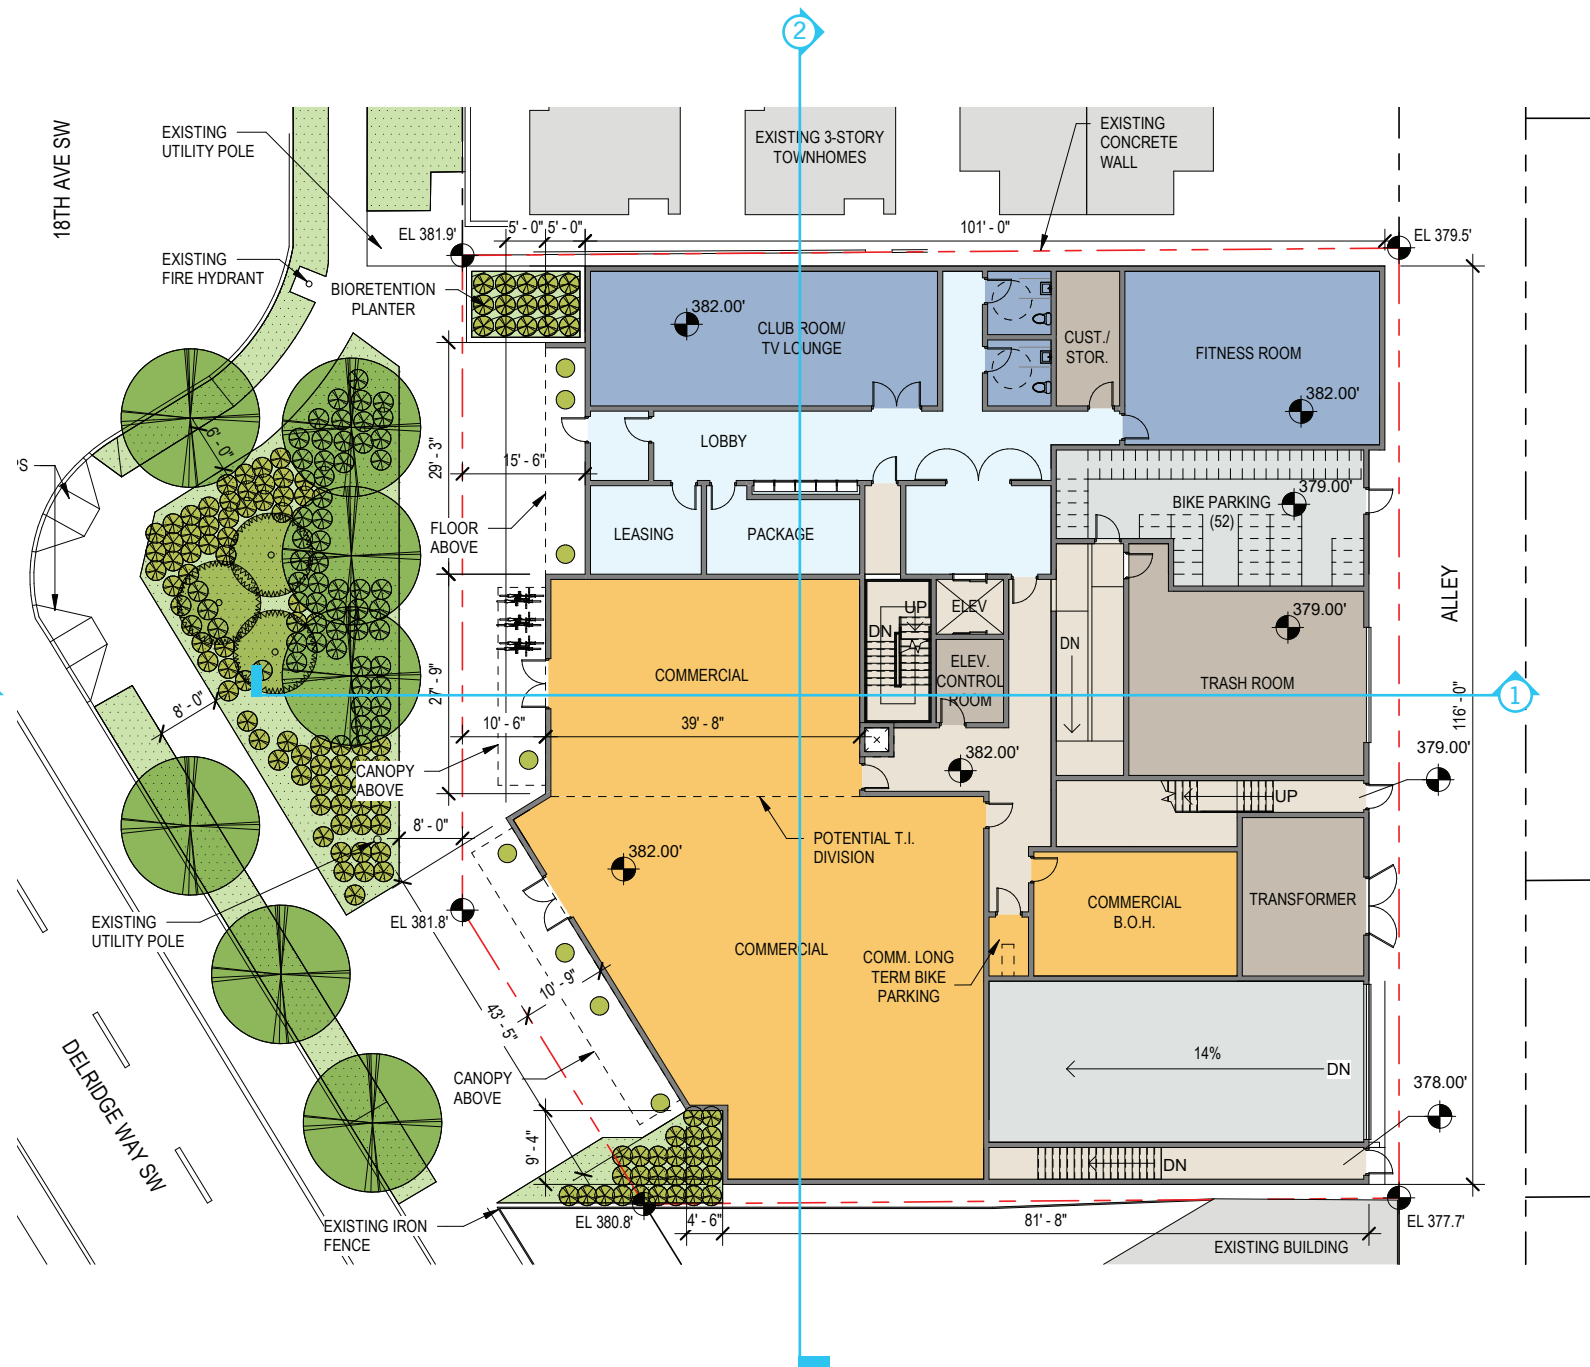 2
18TH AVE SW
EXISTING
UTILITY POLE
EXISTING 3-STORY
TOWNHOMES
EXISTING
CONCRETE
WALL
EL 381.9'
5' - 0"
5' - 0"
101' - 0"
EL 379.5'
EXISTING
FIRE HYDRANT
BIORETENTION
PLANTER
382.00'
CLUB ROOM/
TV LOUNGE
CUST./
STOR.
FITNESS ROOM
382.00'
6' - 0"
29' - 3"
15' - 6"
LOBBY
'S
FLOOR
ABOVE
LEASING
PACKAGE
BIKE PARKING
(52)
379.00'
ALLEY
UP
DN
ELEV
379.00'
DN
ELEV.
CONTROL
ROOM
COMMERCIAL
TRASH ROOM
1
8' - 0"
27' - 9"
10' - 6"
39' - 8"
116' - 0"
382.00'
379.00'
CANOPY
ABOVE
UP
8' - 0"
POTENTIAL T.I.
DIVISION
382.00'
EXISTING
UTILITY POLE
EL 381.8'
COMMERCIAL
B.O.H.
TRANSFORMER
COMMERCIAL
COMM. LONG
TERM BIKE
PARKING
10' - 9"
43' - 5"
DELRIDGE WAY SW
CANOPY
ABOVE
14%
DN
378.00'
9' - 4"
DN
EXISTING IRON
FENCE
EL 380.8'
4' - 6"
81' - 8"
EL 377.7'
EXISTING BUILDING